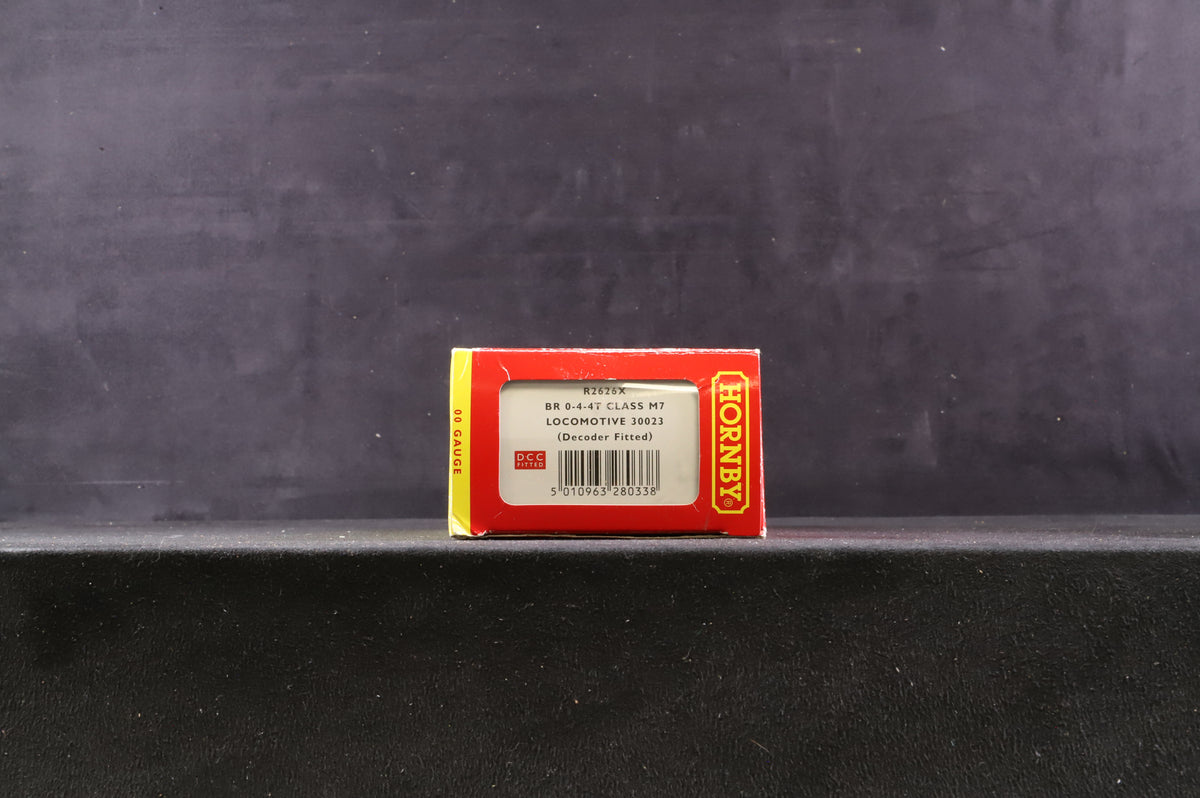 00 GAUGE
R2626X
BR 0-4-4T CLASS M7
LOCOMOTIVE 30023
(Decoder Fitted)
DCC
FITTED
5 010963 280338
HORNBY®